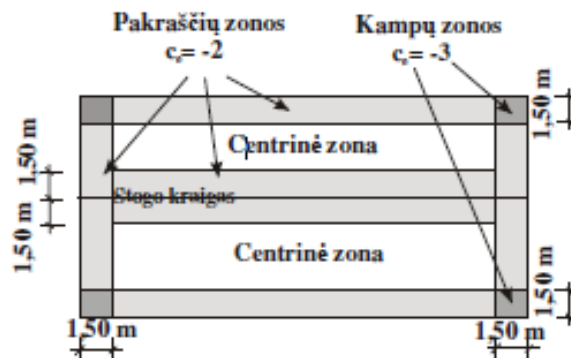 Pakraščių zonos
cₑ= -2
Kampų zonos
cₑ= -3
1,50 m
Centrinė zona
1,50 m
Stogo kraigas
1,50 m
Centrinė zona
1,50 m
1,50 m
1,50 m